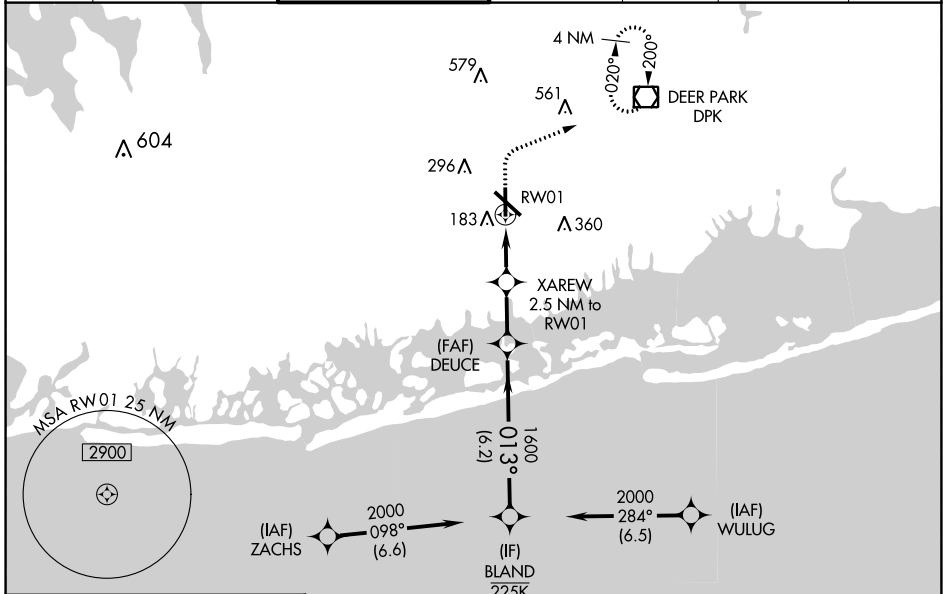 4 NM
020°
200°
579
561
DEER PARK
DPK
604
296
RW01
183
360
XAREW
2.5 NM to
RW01
(FAF)
DEUCE
MSA RW01 25 NM
2900
1600
013°
(6.2)
(IAF)
ZACHS
2000
098°
(6.6)
2000
284°
(6.5)
(IAF)
WULUG
(IF)
BLAND
225K